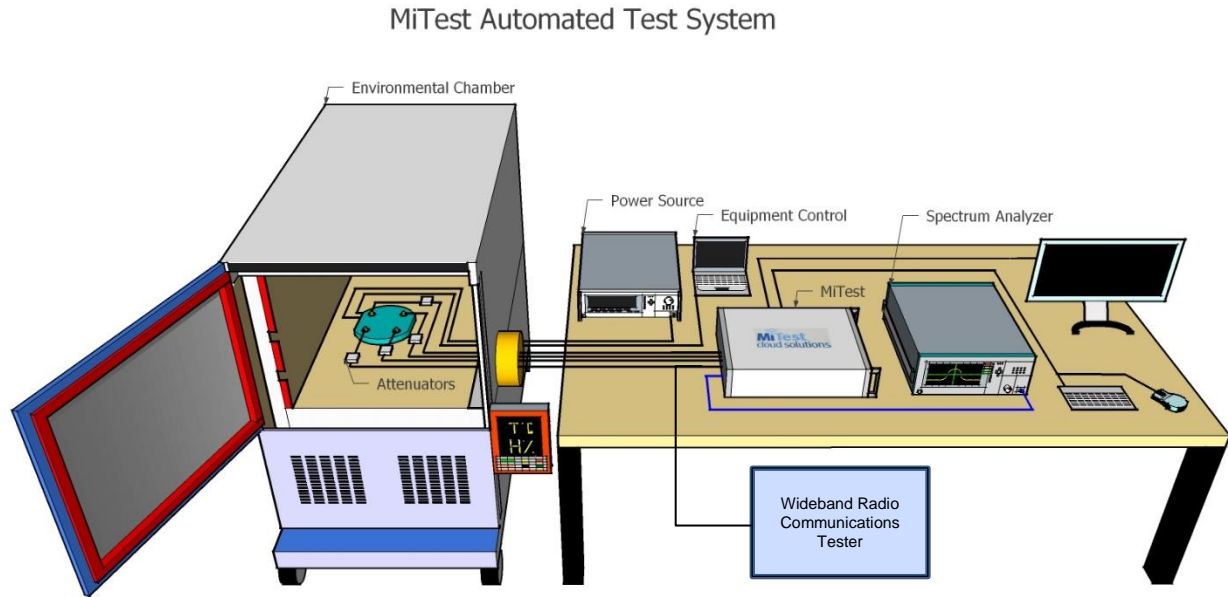 MiTest Automated Test System
Environmental Chamber
Power Source
Equipment Control
Spectrum Analyzer
MiTest
MiTest
cloud solutions
Attenuators
T°C
H%
Wideband Radio
Communications
Tester